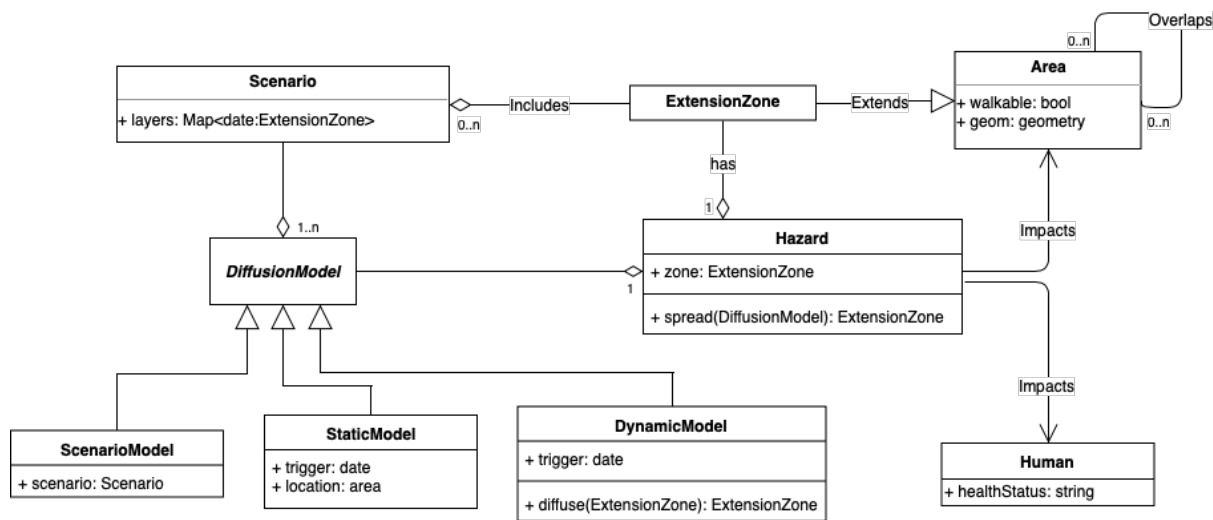 Overlaps
0..n
Area
+ walkable: bool
+ geom: geometry
0..n
Scenario
+ layers: Map<date:ExtensionZone>
Includes
0..n
ExtensionZone
Extends
has
1
1..n
DiffusionModel
Hazard
+ zone: ExtensionZone
+ spread(DiffusionModel): ExtensionZone
1
Impacts
Impacts
ScenarioModel
+ scenario: Scenario
StaticModel
+ trigger: date
+ location: area
DynamicModel
+ trigger: date
+ diffuse(ExtensionZone): ExtensionZone
Human
+ healthStatus: string